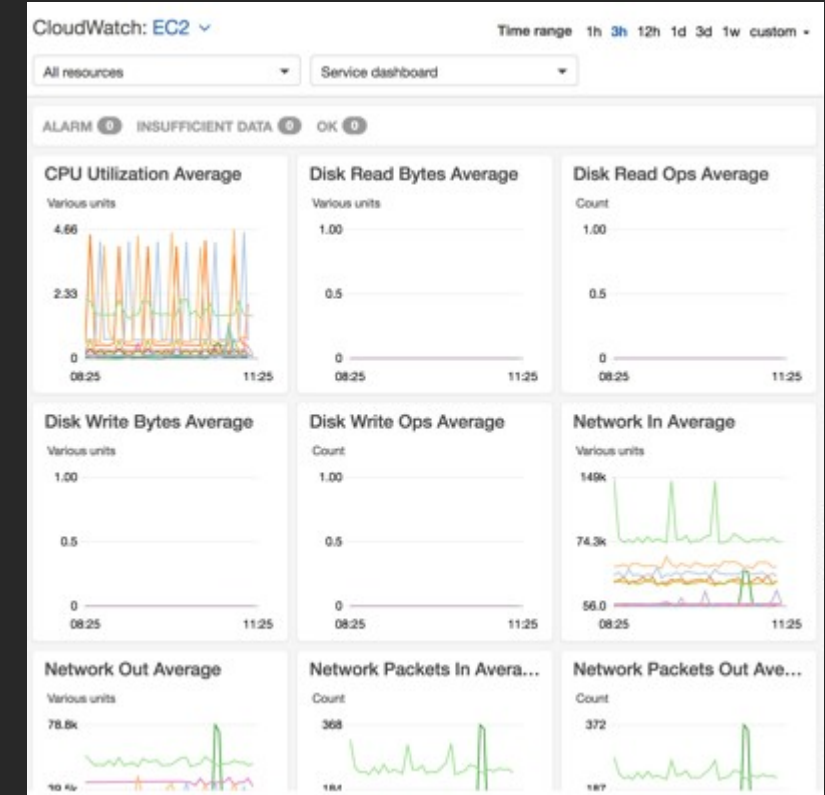 CloudWatch: EC2
Time range 1h 3h 12h 1d 3d 1w custom
All resources
Service dashboard
ALARM 0 INSUFFICIENT DATA 0 OK 0
CPU Utilization Average
Various units
4.66
2.33
0
08:25 11:25
Disk Read Bytes Average
Various units
1.00
0.5
0
08:25 11:25
Disk Read Ops Average
Count
1.00
0.5
0
08:25 11:25
Disk Write Bytes Average
Various units
1.00
0.5
0
08:25 11:25
Disk Write Ops Average
Count
1.00
0.5
0
08:25 11:25
Network In Average
Various units
149k
74.3k
56.0
08:25 11:25
Network Out Average
Various units
78.8k
Network Packets In Avera...
Count
368
Network Packets Out Ave...
Count
372